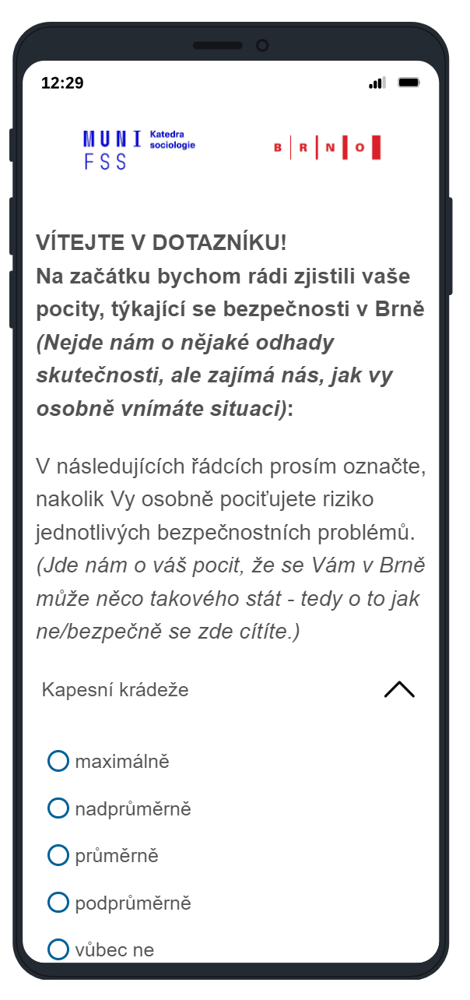 12:29
MUNI Katedra
sociologie
FSS
BRNO
VÍTEJTE V DOTAZNÍKU!
Na začátku bychom rádi zjistili vaše
pocity, týkající se bezpečnosti v Brně
(Nejde nám o nějaké odhady
skutečnosti, ale zajímá nás, jak vy
osobně vnímáte situaci):
V následujících řádcích prosím označte,
nakolik Vy osobně pociťujete riziko
jednotlivých bezpečnostních problémů.
(Jde nám o váš pocit, že se Vám v Brně
může něco takového stát - tedy o to jak
ne/bezpečně se zde cítíte.)
Kapesní krádeže
maximálně
nadprůměrně
průměrně
podprůměrně
vůbec ne